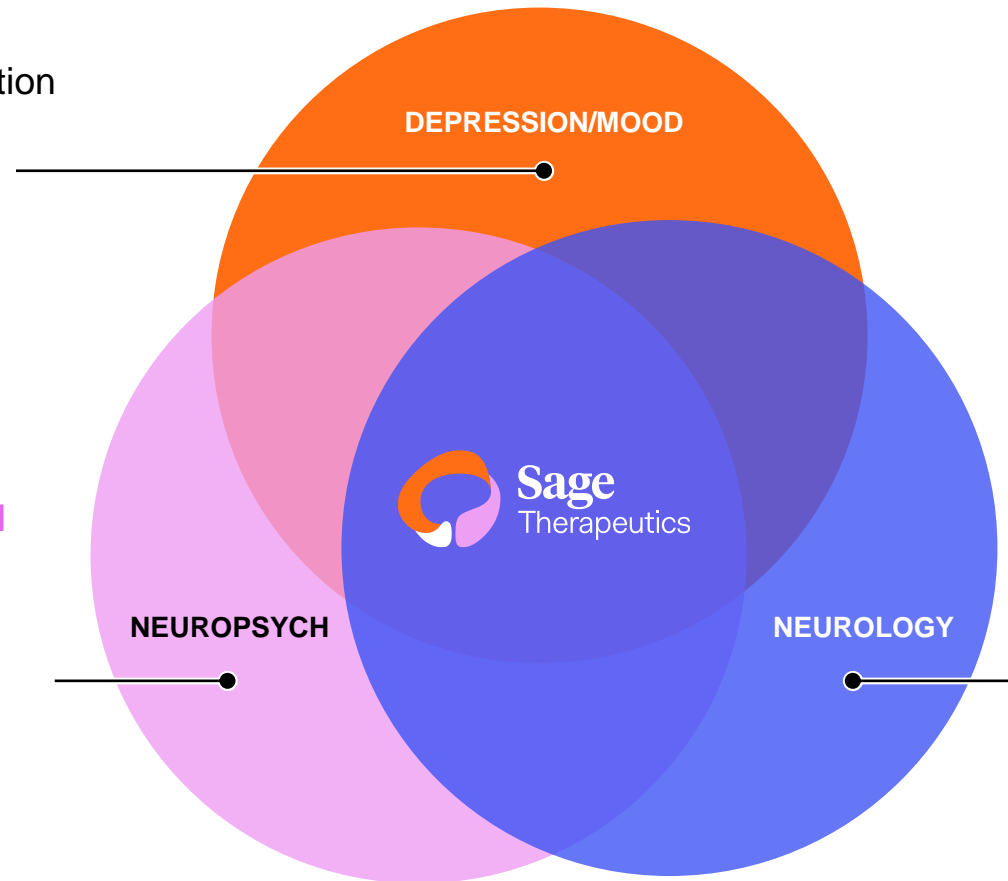 tion
DEPRESSION/MOOD
Sage
Therapeutics
NEUROPSYCH
NEUROLOGY